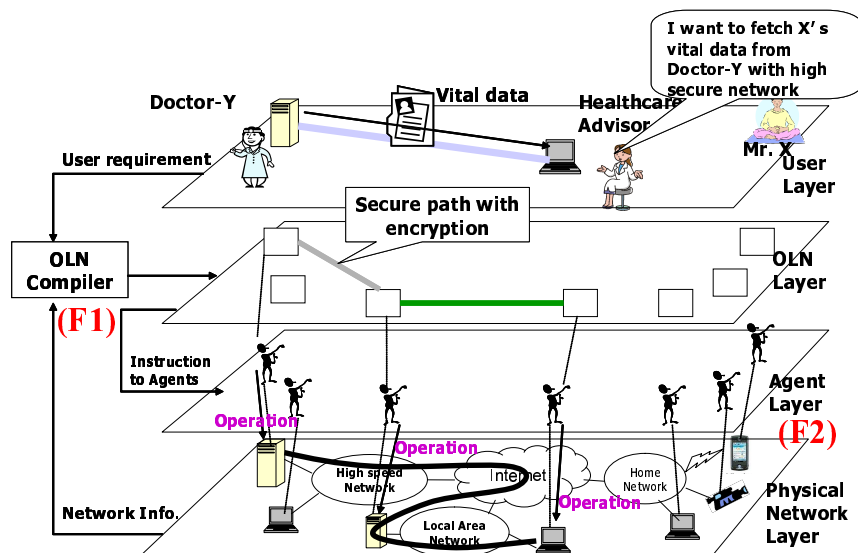 I want to fetch X's
vital data from
Doctor-Y with high
secure network
Doctor-Y
Vital data
Healthcare
Advisor
Mr. X
User
Layer
User requirement
Secure path with
encryption
OLN
Compiler
OLN
Layer
(F1)
Instruction
to Agents
Agent
Layer
(F2)
Operation
Operation
High speed
Network
Internet
Home
Network
Operation
Physical
Network
Layer
Network Info.
Local Area
Network